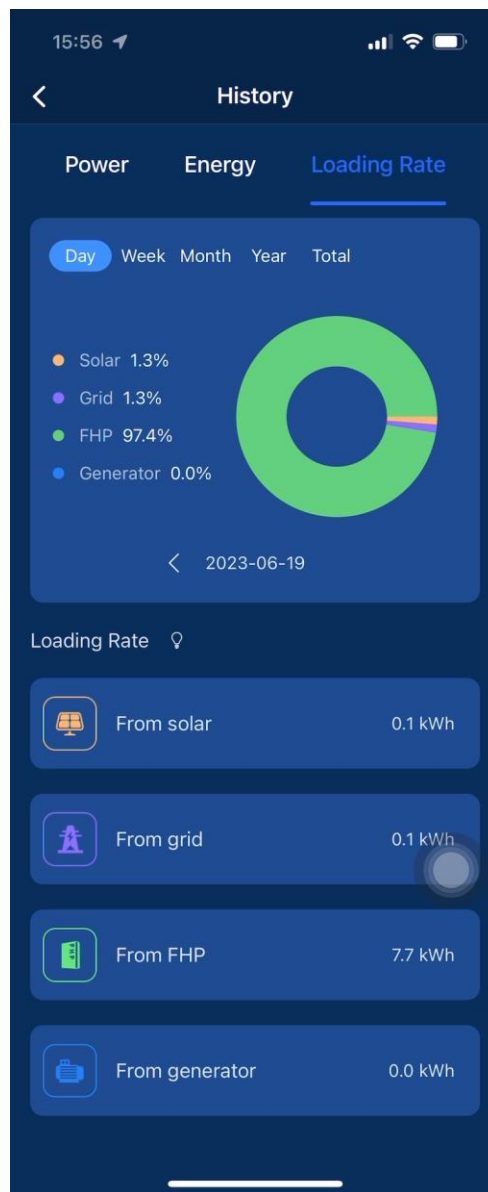 15:56
History
Power Energy Loading Rate
Day Week Month Year Total
Solar 1.3%
Grid 1.3%
FHP 97.4%
Generator 0.0%
2023-06-19
Loading Rate
From solar 0.1 kWh
From grid 0.1 kWh
From FHP 7.7 kWh
From generator 0.0 kWh